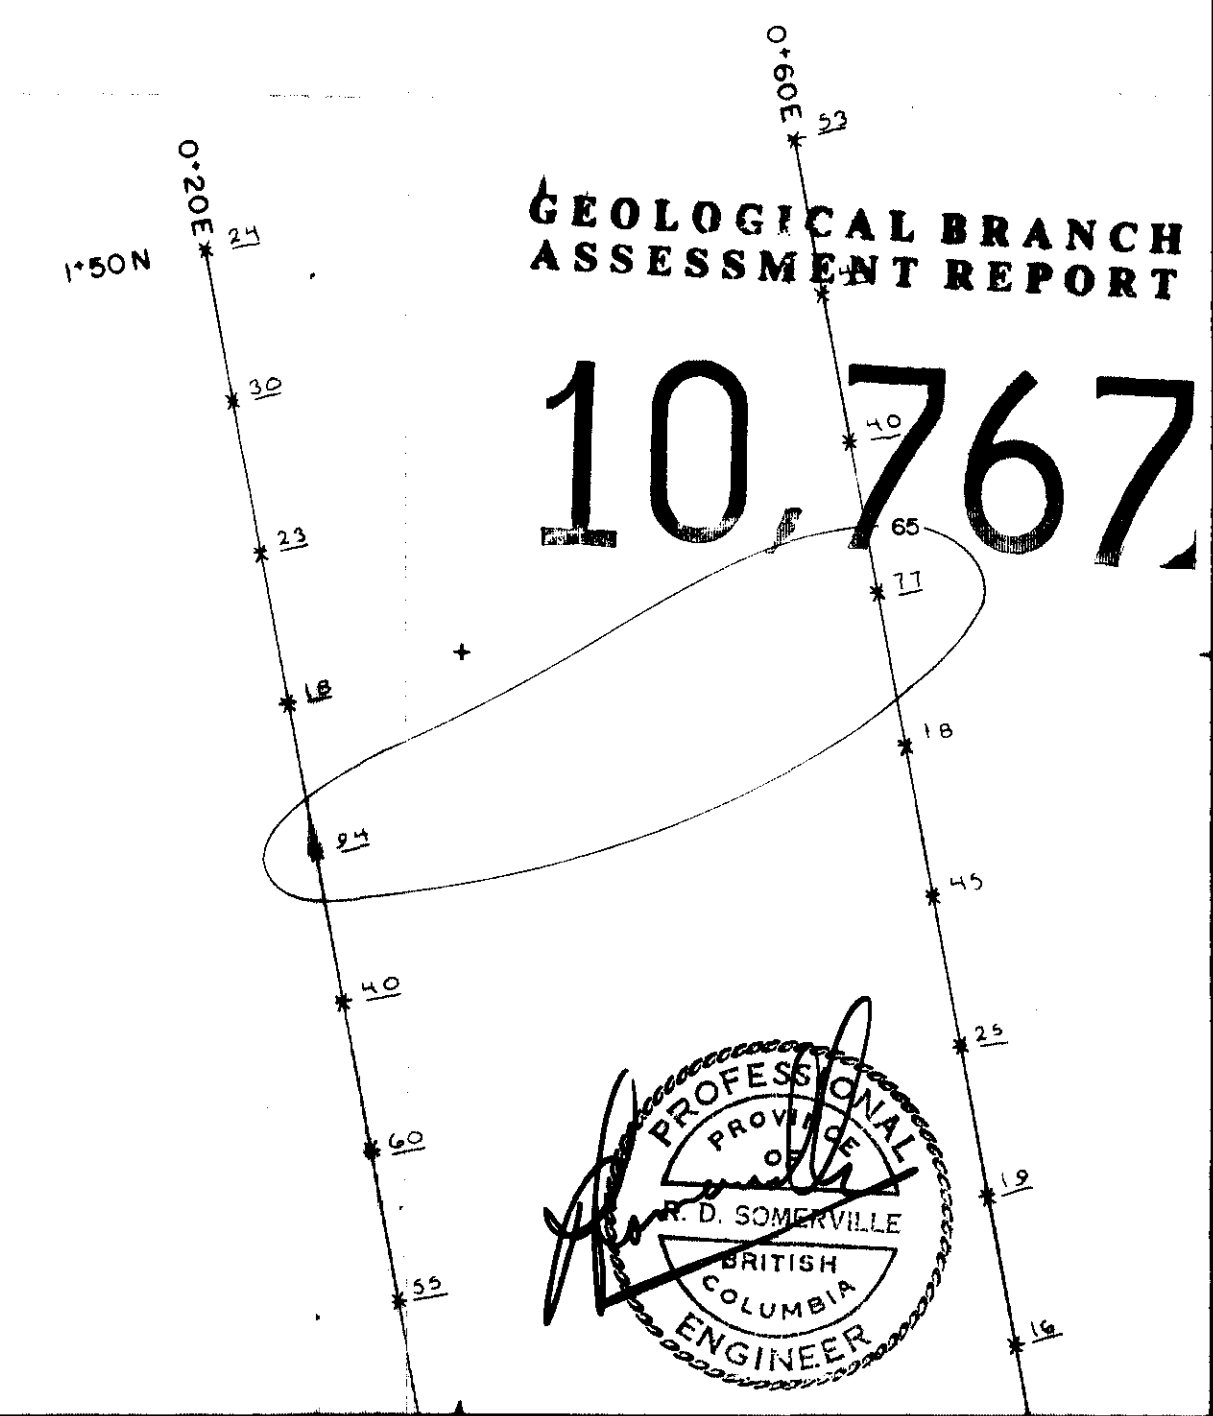 0+60E
53
0+20E
24
1+50N
GEOLOGICAL BRANCH
ASSESSMENT REPORT
10,767
30
40
23
65
77
18
18
94
45
40
25
60
19
55
16
PROFESSIONAL
PROVINCE
OF
R. D. SOMERVILLE
BRITISH
COLUMBIA
ENGINEER